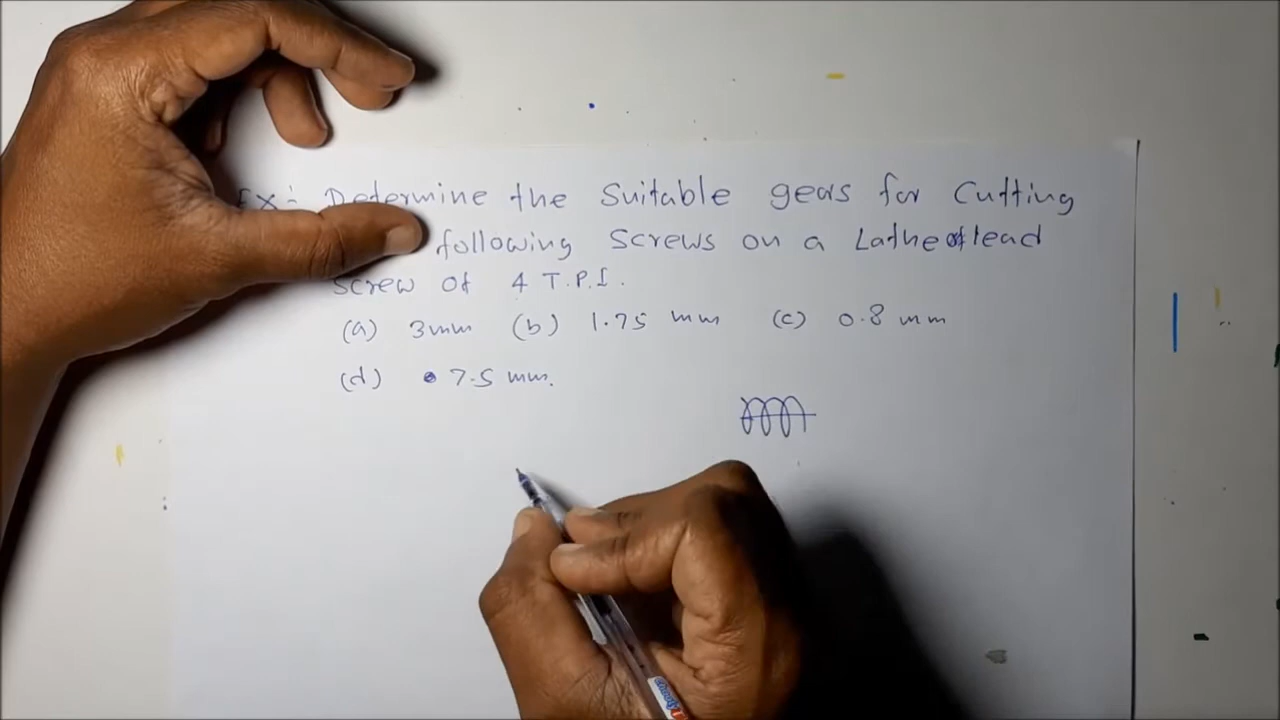 Ex:- Determine the Suitable gears for Cutting
following Screws on a Lathe of lead
Screw of 4 T.P.I.
(a) 3mm (b) 1.75 mm (c) 0.8 mm
(d) 7.5 mm.